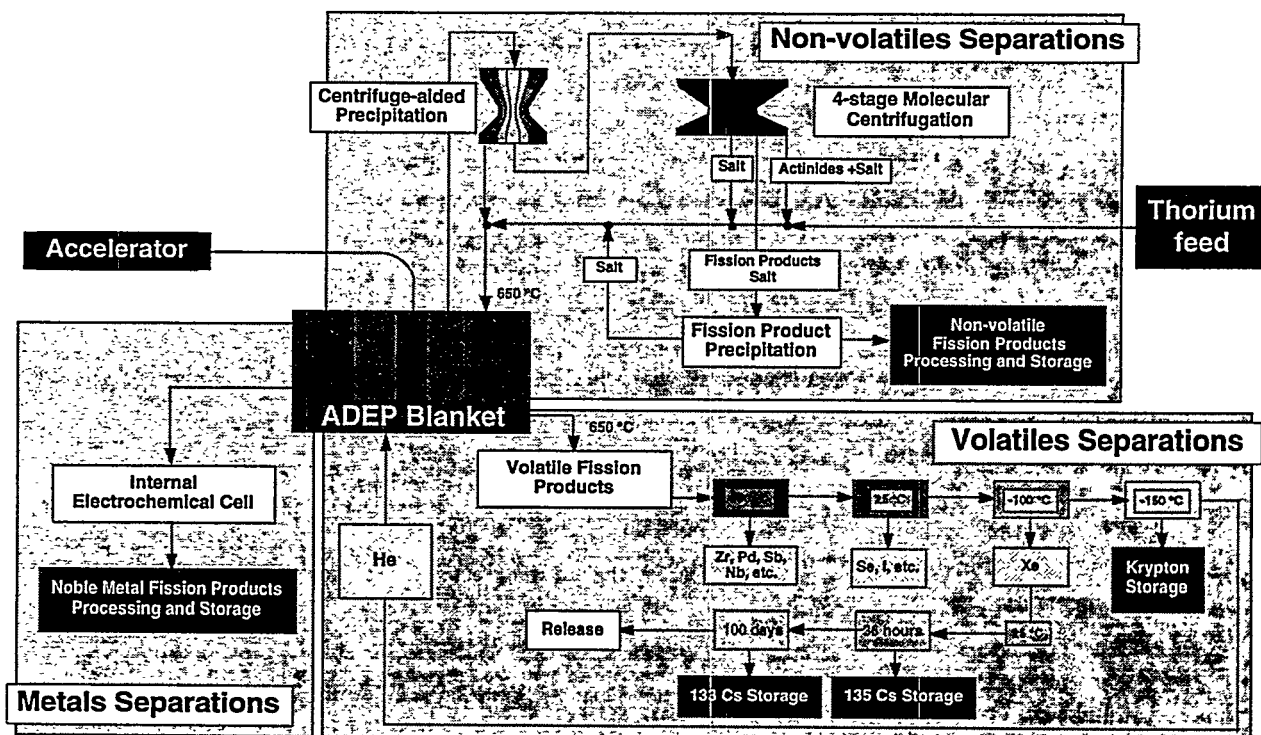 Non-volatiles Separations
Centrifuge-aided
Precipitation
4-stage Molecular
Centrifugation
Salt
Actinides +Salt
Thorium
feed
Accelerator
Salt
Fission Products
Salt
650 °C
Fission Product
Precipitation
Non-volatile
Fission Products
Processing and Storage
ADEP Blanket
650 °C
Volatiles Separations
Internal
Electrochemical Cell
Volatile Fission
Products
25 °C
-100 °C
-150 °C
He
Zr, Pd, Sb,
Nb, etc.
Se, I, etc.
Xe
Krypton
Storage
Noble Metal Fission Products
Processing and Storage
Release
100 days
hours
25 °C
Metals Separations
133 Cs Storage
135 Cs Storage